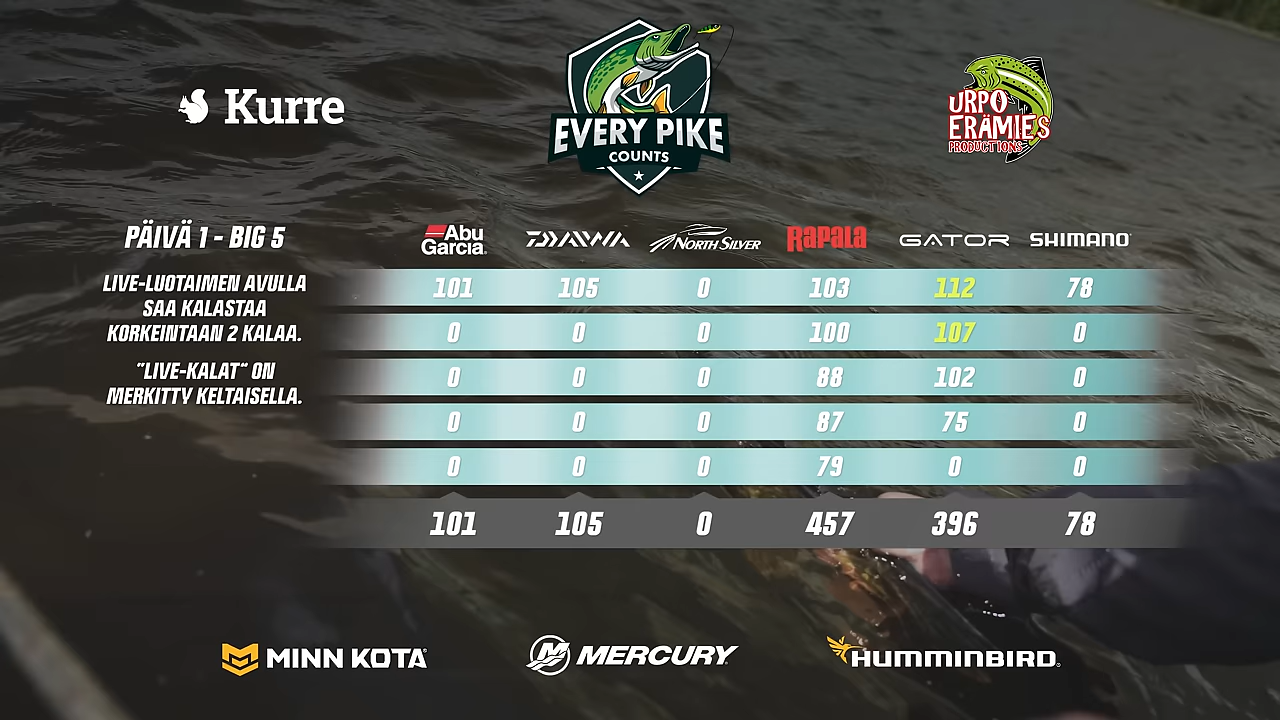 Kurre
EVERY PIKE
COUNTS
URPO
ERÄMIES
PRODUCTIONS
PÄIVÄ 1 - BIG 5
Abu Garcia DAIWA NORTH SILVER Rapala GATOR SHIMANO
LIVE-LUOTAIMEN AVULLA
SAA KALASTAA
KORKEINTAAN 2 KALAA.
"LIVE-KALAT" ON
MERKITTY KELTAISELLA.
101 105 0 103 112 78
0 0 0 100 107 0
0 0 0 88 102 0
0 0 0 87 75 0
0 0 0 79 0 0
101 105 0 457 396 78
MINN KOTA MERCURY HUMMINBIRD